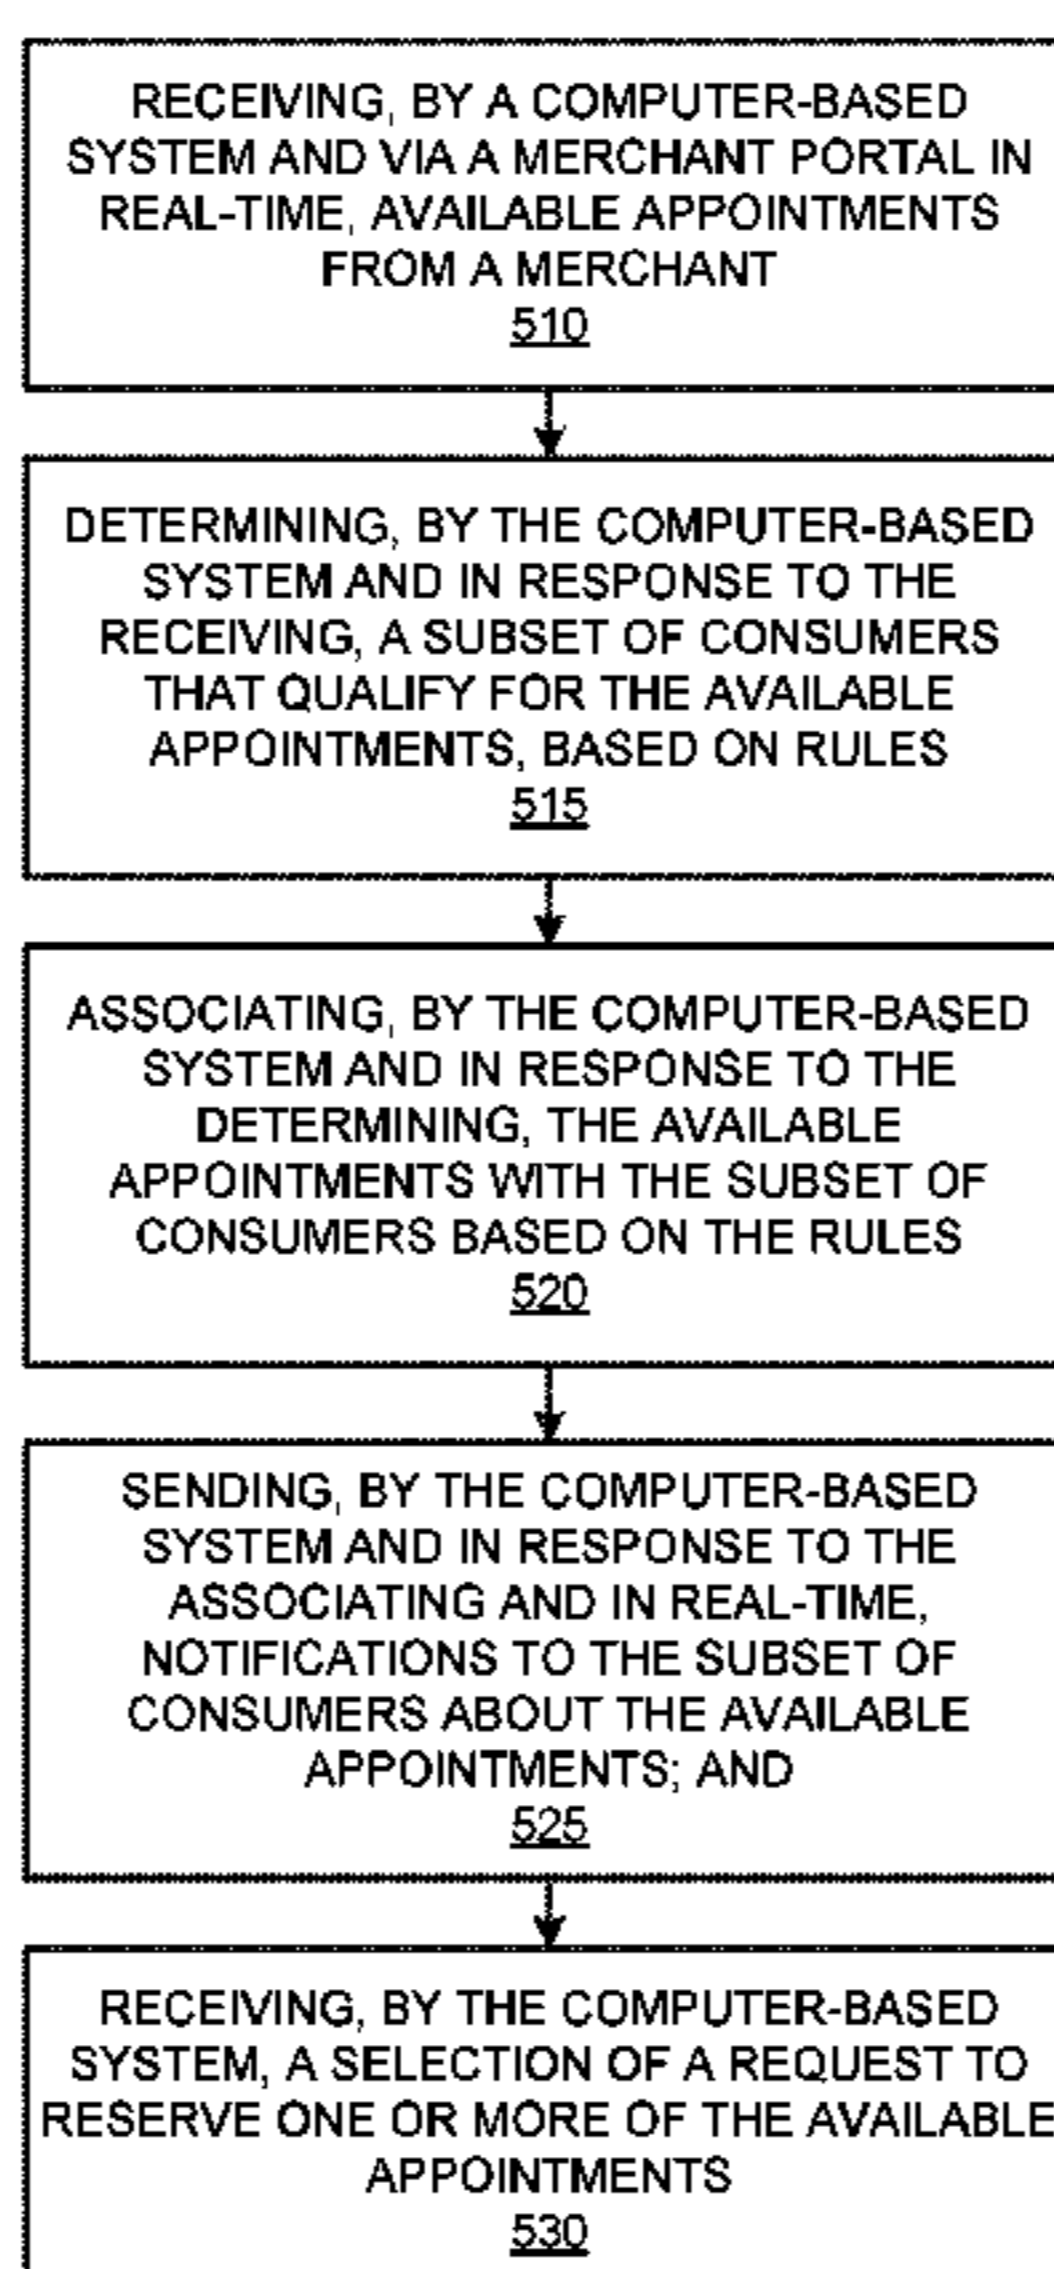 RECEIVING, BY A COMPUTER-BASED
SYSTEM AND VIA A MERCHANT PORTAL IN
REAL-TIME, AVAILABLE APPOINTMENTS
FROM A MERCHANT
510
DETERMINING, BY THE COMPUTER-BASED
SYSTEM AND IN RESPONSE TO THE
RECEIVING, A SUBSET OF CONSUMERS
THAT QUALIFY FOR THE AVAILABLE
APPOINTMENTS, BASED ON RULES
515
ASSOCIATING, BY THE COMPUTER-BASED
SYSTEM AND IN RESPONSE TO THE
DETERMINING, THE AVAILABLE
APPOINTMENTS WITH THE SUBSET OF
CONSUMERS BASED ON THE RULES
520
SENDING, BY THE COMPUTER-BASED
SYSTEM AND IN RESPONSE TO THE
ASSOCIATING AND IN REAL-TIME,
NOTIFICATIONS TO THE SUBSET OF
CONSUMERS ABOUT THE AVAILABLE
APPOINTMENTS; AND
525
RECEIVING, BY THE COMPUTER-BASED
SYSTEM, A SELECTION OF A REQUEST TO
RESERVE ONE OR MORE OF THE AVAILABLE
APPOINTMENTS
530